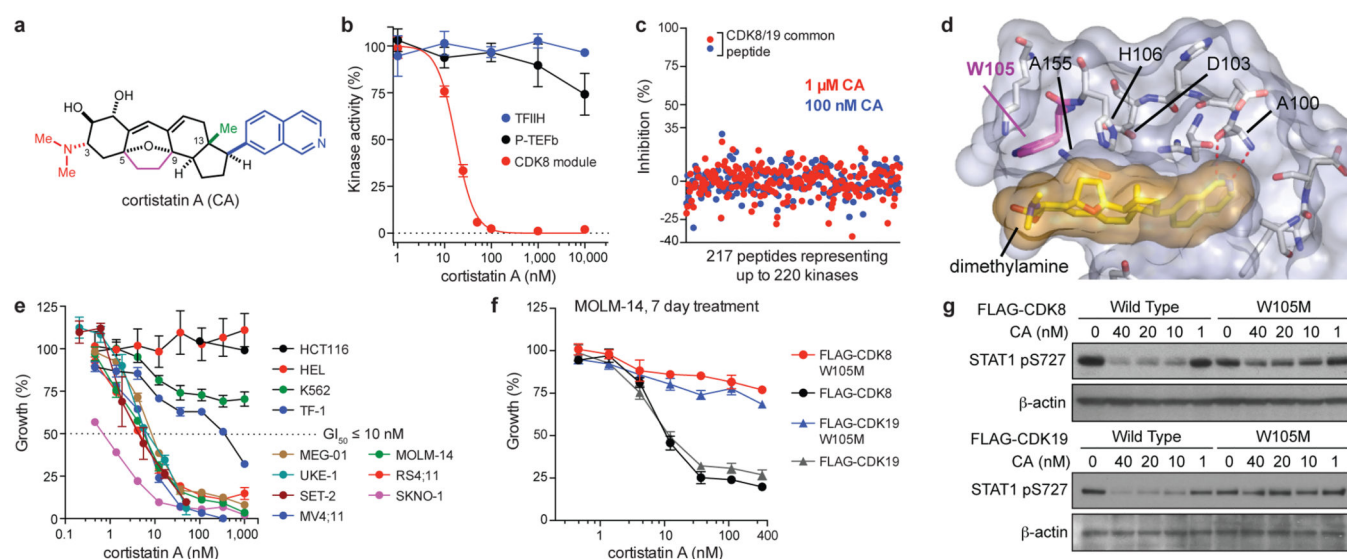 a
OH
HO
Me
N
Me
3
5
O
9
13
Me
H
H
N
cortistatin A (CA)
b
Kinase activity (%)
100
75
50
25
0
TFIIH
P-TEFb
CDK8 module
1
10
100
1,000
10,000
cortistatin A (nM)
c
CDK8/19 common
peptide
1 µM CA
100 nM CA
Inhibition (%)
100
75
50
25
0
-25
-40
217 peptides representing
up to 220 kinases
d
W105
A155
H106
D103
A100
dimethylamine
e
Growth (%)
125
100
75
50
25
0
HCT116
HEL
K562
TF-1
GI50 ≤ 10 nM
MEG-01
UKE-1
SET-2
MV4;11
MOLM-14
RS4;11
SKNO-1
0.1
1
10
100
1,000
cortistatin A (nM)
f
MOLM-14, 7 day treatment
Growth (%)
125
100
75
50
25
0
FLAG-CDK8
W105M
FLAG-CDK8
FLAG-CDK19
W105M
FLAG-CDK19
1
10
100
400
cortistatin A (nM)
g
FLAG-CDK8 Wild Type W105M
CA (nM) 0 40 20 10 1 0 40 20 10 1
STAT1 pS727
β-actin
FLAG-CDK19 Wild Type W105M
CA (nM) 0 40 20 10 1 0 40 20 10 1
STAT1 pS727
β-actin